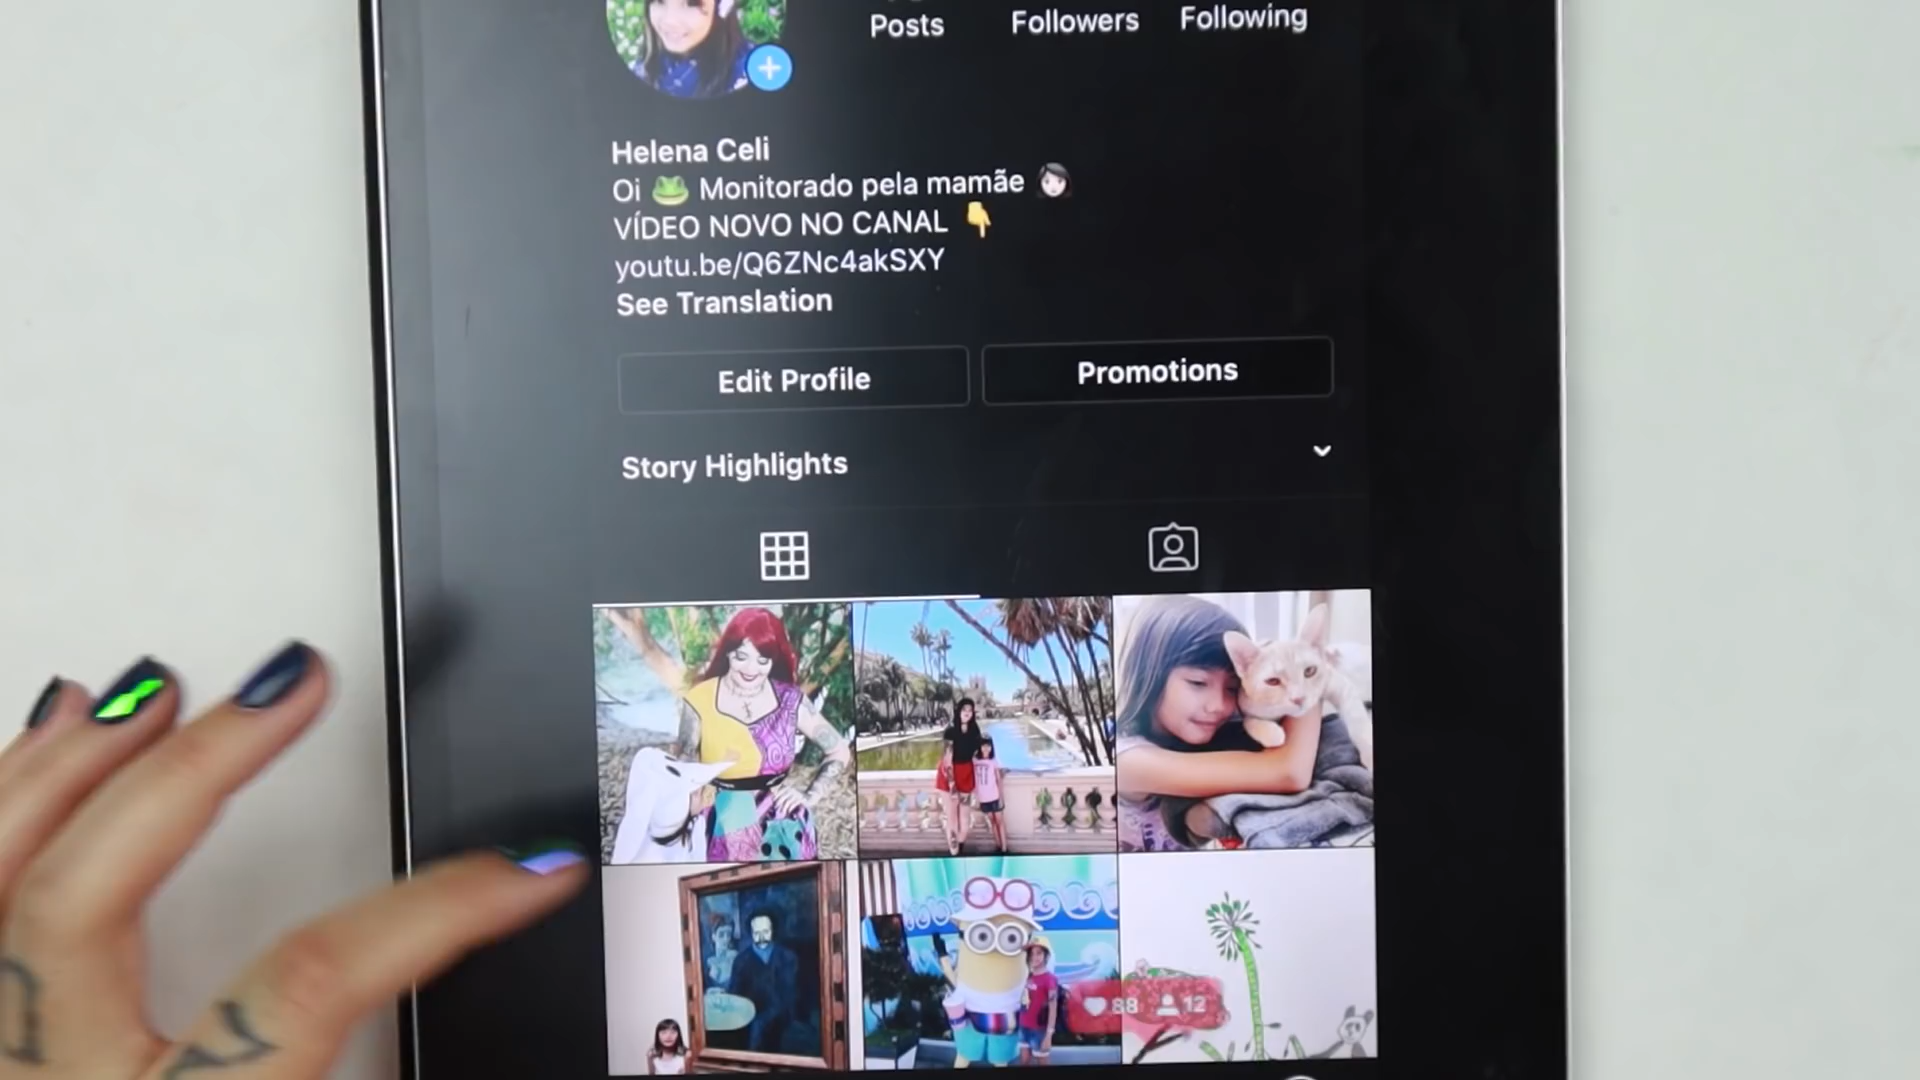 Posts Followers Following
Helena Celi
Oi 🐸 Monitorado pela mamãe 👩🏻
VÍDEO NOVO NO CANAL 👇
youtu.be/Q6ZNc4akSXY
See Translation
Edit Profile Promotions
Story Highlights
88 12